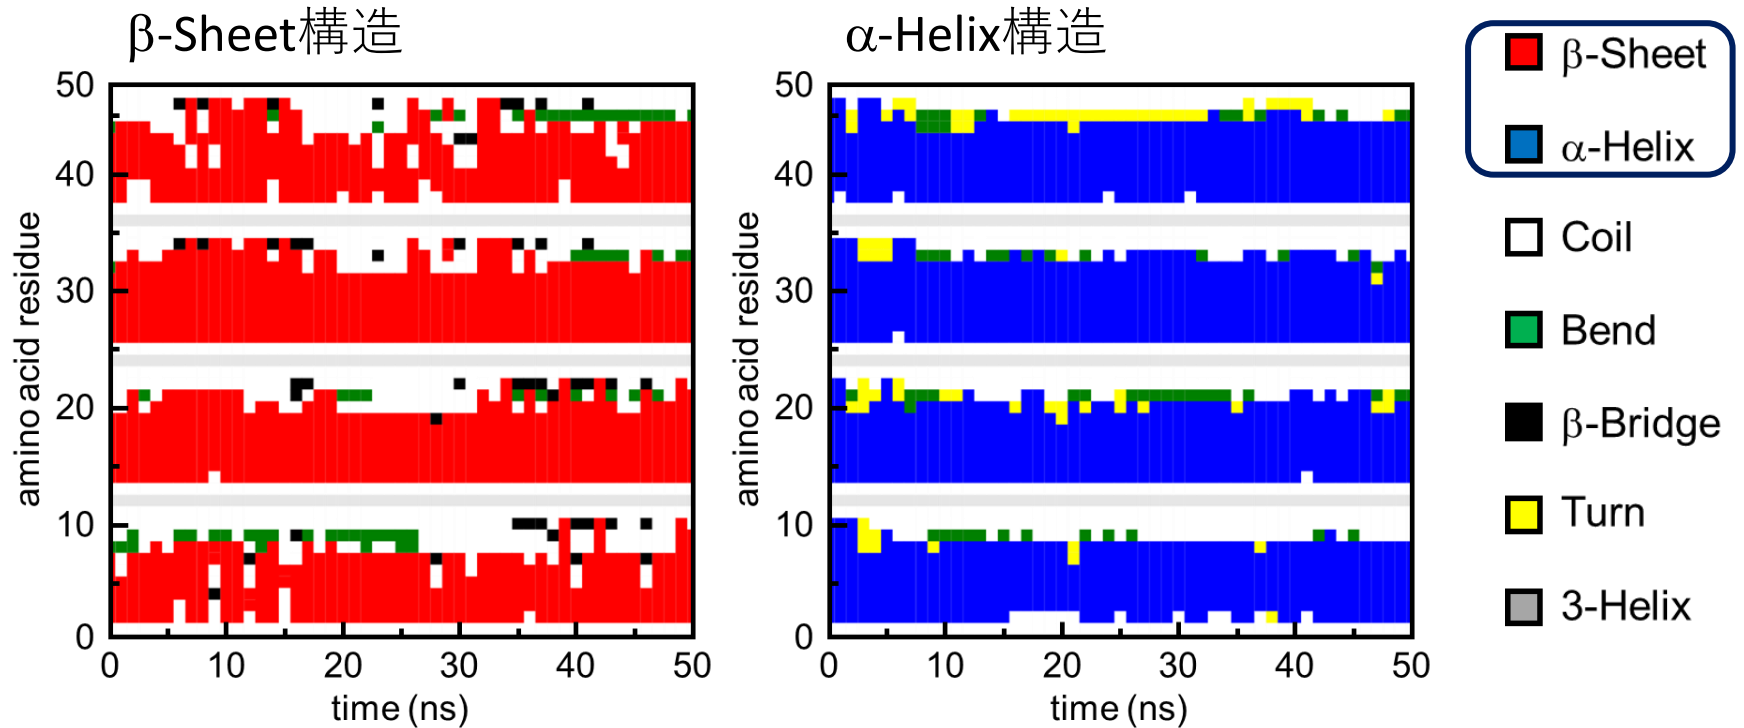 β-Sheet構造
50
40
30
20
10
0
amino acid residue
0 10 20 30 40 50
time (ns)
α-Helix構造
50
40
30
20
10
0
amino acid residue
0 10 20 30 40 50
time (ns)
β-Sheet
α-Helix
Coil
Bend
β-Bridge
Turn
3-Helix